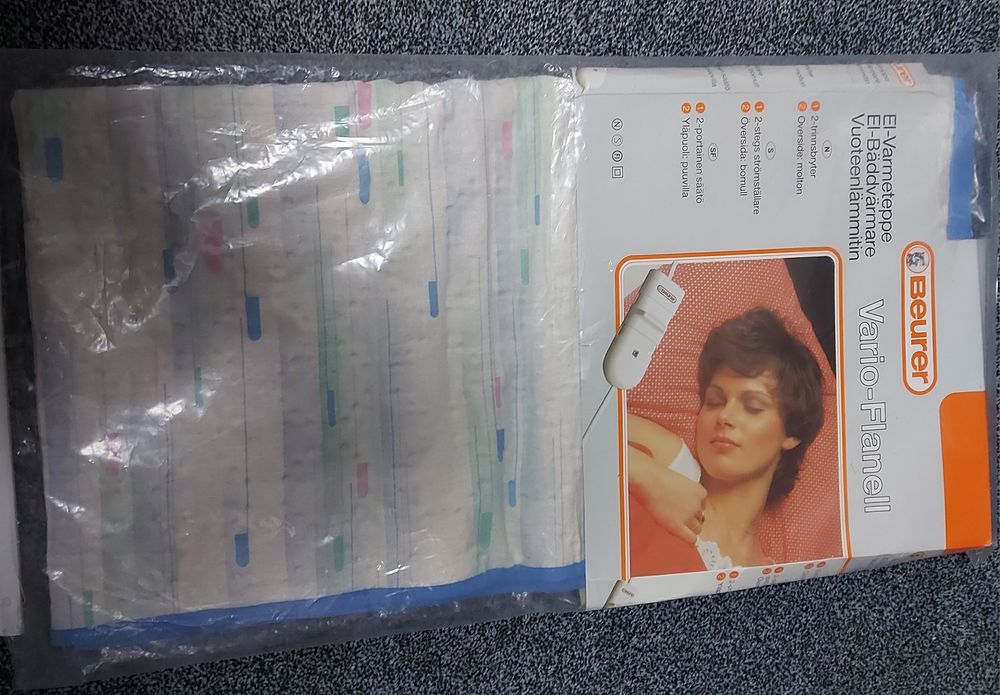 Beurer
Vario-Flanell
El-Varmeteppe
El-Bäddvärmare
Vuoteenlämmitin
N
1 2-trinnsbryter
2 Overside: molton
S
1 2-stegs strömställare
2 Översida: bomull
SF
1 2-portainen säätö
2 Yläpuoli: puuvilla
N S